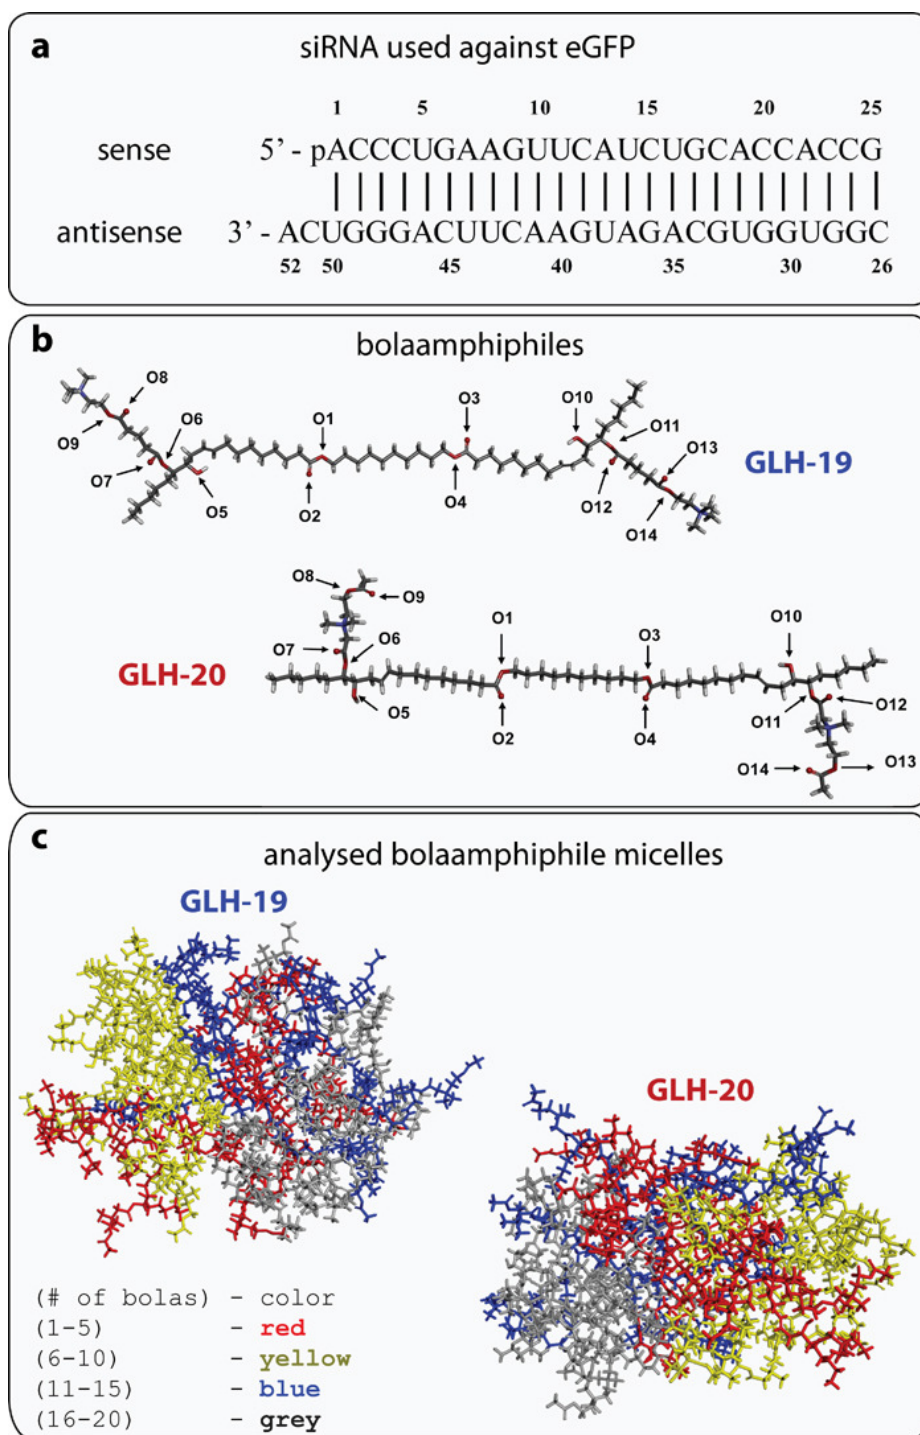 a
siRNA used against eGFP
1 5 10 15 20 25
sense 5’ - pACCCUGAAGUUCAUCUGCACCACCG
antisense 3’ - ACUGGGACUUCAAGUAGACGUGGUGGC
52 50 45 40 35 30 26
b
bolaamphiphiles
O8
O9
O6
O7
O5
O1
O2
O3
O4
O10
O11
O13
O12
O14
GLH-19
O8
O9
O7
O6
O5
GLH-20
O1
O2
O3
O4
O10
O11
O12
O14
O13
c
analysed bolaamphiphile micelles
GLH-19
GLH-20
(# of bolas) – color
(1–5) – red
(6–10) – yellow
(11–15) – blue
(16–20) – grey